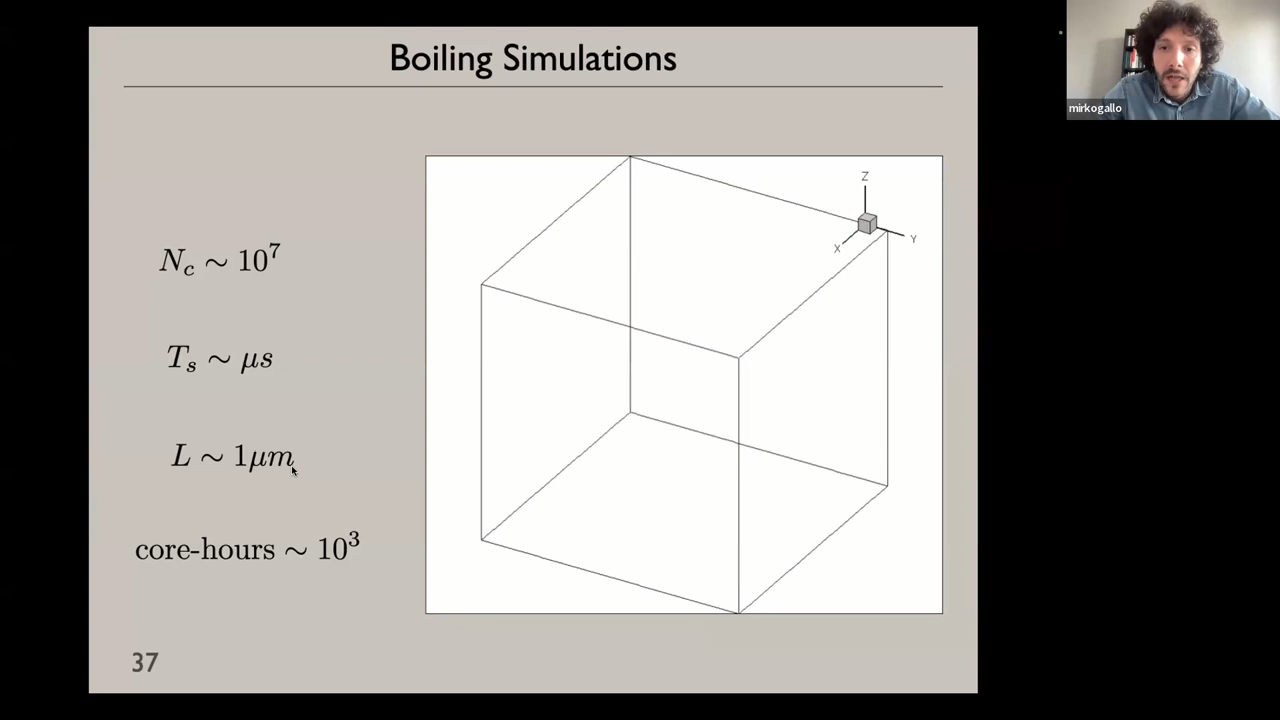 Boiling Simulations
mirkogallo
Z
X
Y
N_c ∼ 10^7
T_s ∼ μs
L ∼ 1μm
core-hours ∼ 10^3
37